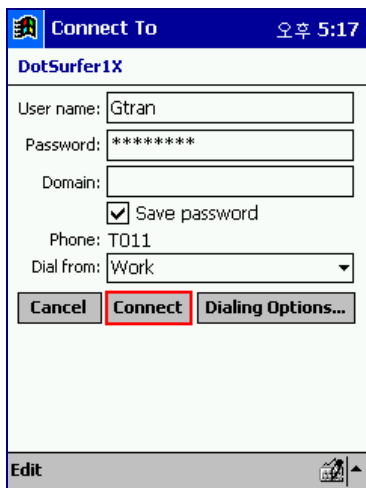 Connect To 오후 5:17
DotSurfer1X
User name: Gtran
Password: ********
Domain:
Save password
Phone: T011
Dial from: Work
Cancel Connect Dialing Options...
Edit